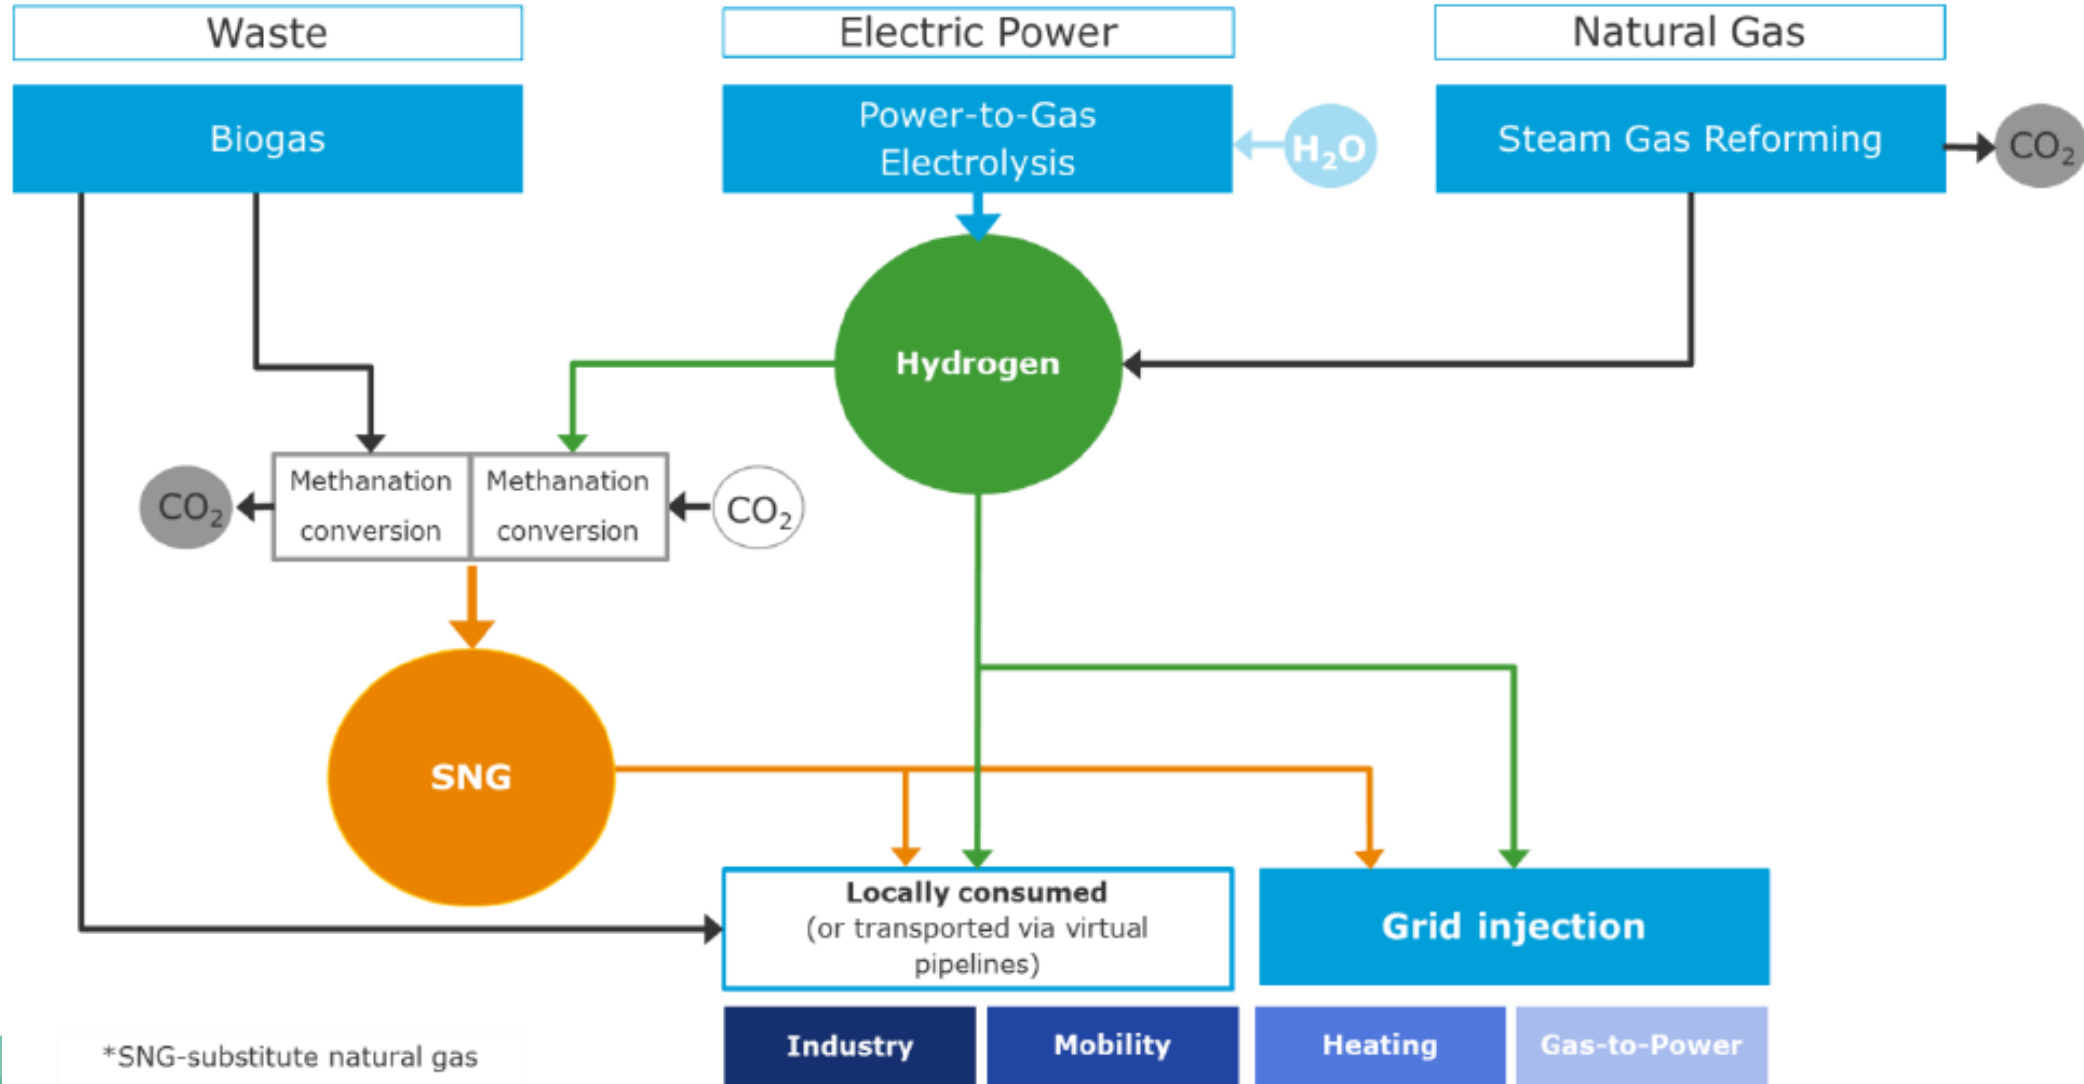 Waste
Electric Power
Natural Gas
Biogas
Power-to-Gas
Electrolysis
H₂O
Steam Gas Reforming
CO₂
Hydrogen
Methanation
conversion
Methanation
conversion
CO₂
CO₂
SNG
Locally consumed
(or transported via virtual
pipelines)
Grid injection
Industry
Mobility
Heating
Gas-to-Power
*SNG-substitute natural gas